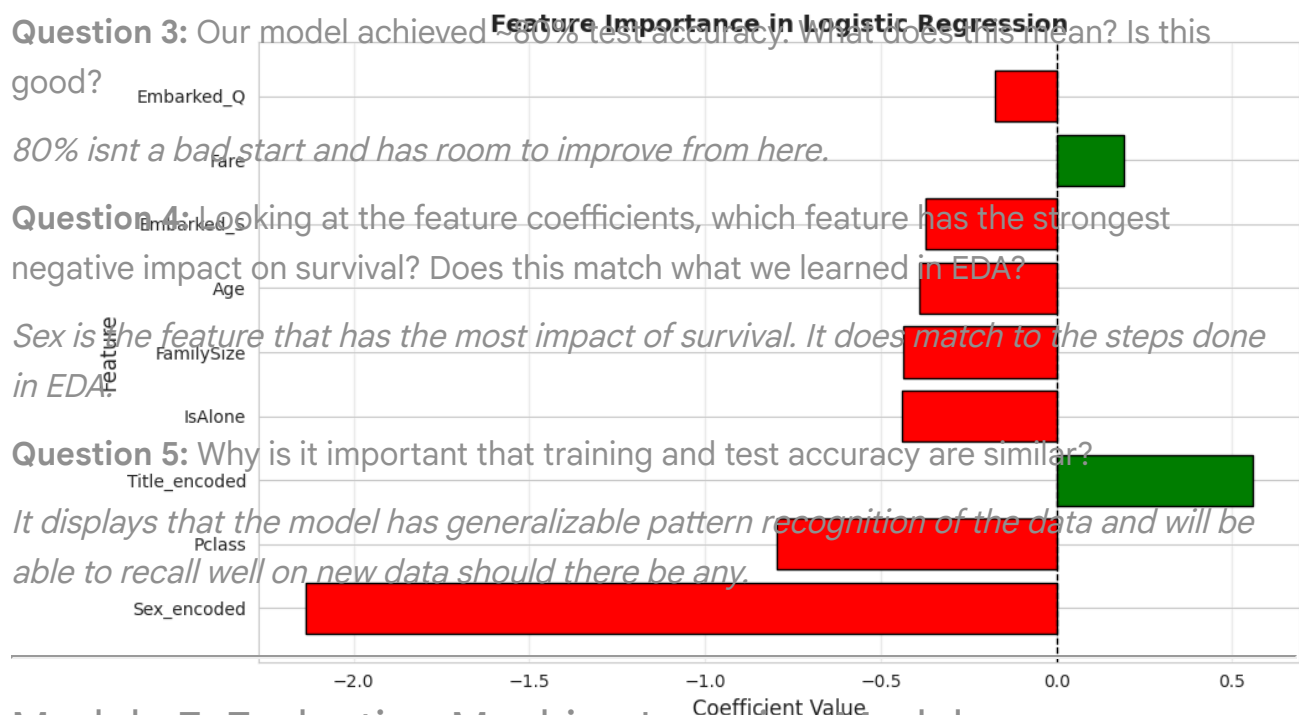 Feature Importance in Logistic Regression
Question 3: Our model achieved ~80% test accuracy. What does this mean? Is this
good?
Embarked_Q
80% isnt a bad start and has room to improve from here.
Fare
Question 4: Looking at the feature coefficients, which feature has the strongest
Embarked_S
negative impact on survival? Does this match what we learned in EDA?
Age
Sex is the feature that has the most impact of survival. It does match to the steps done
Feature
FamilySize
in EDA.
IsAlone
Question 5: Why is it important that training and test accuracy are similar?
Title_encoded
It displays that the model has generalizable pattern recognition of the data and will be
Pclass
able to recall well on new data should there be any.
Sex_encoded
−2.0 −1.5 −1.0 −0.5 0.0 0.5
Coefficient Value